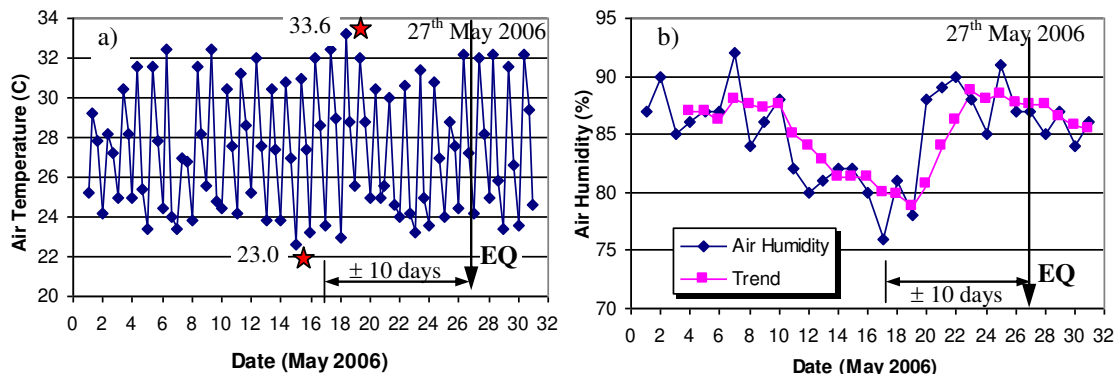 a)
33.6
27th May 2006
34
32
30
28
26
24
22
20
Air Temperature (C)
23.0
± 10 days
EQ
0 2 4 6 8 10 12 14 16 18 20 22 24 26 28 30 32
Date (May 2006)
b)
27th May 2006
95
90
85
80
75
70
Air Humidity (%)
Air Humidity
Trend
EQ
± 10 days
0 2 4 6 8 10 12 14 16 18 20 22 24 26 28 30 32
Date (May 2006)